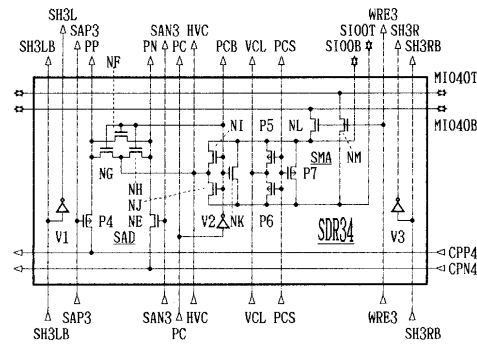 SH3L SAN3 HVC SIO0T WRE3
SAP3 SH3R
SH3LB PP PN PC PCB VCL PCS SIO0B SH3RB
NF
MIO40T
MIO40B
NI P5 NL
SMA
NG NM
NH P7
NJ
P4 NE V2 NK P6 SDR34
V1 SAD V3
CPP4
CPN4
SAP3 SAN3 HVC VCL PCS WRE3
SH3LB PC SH3RB